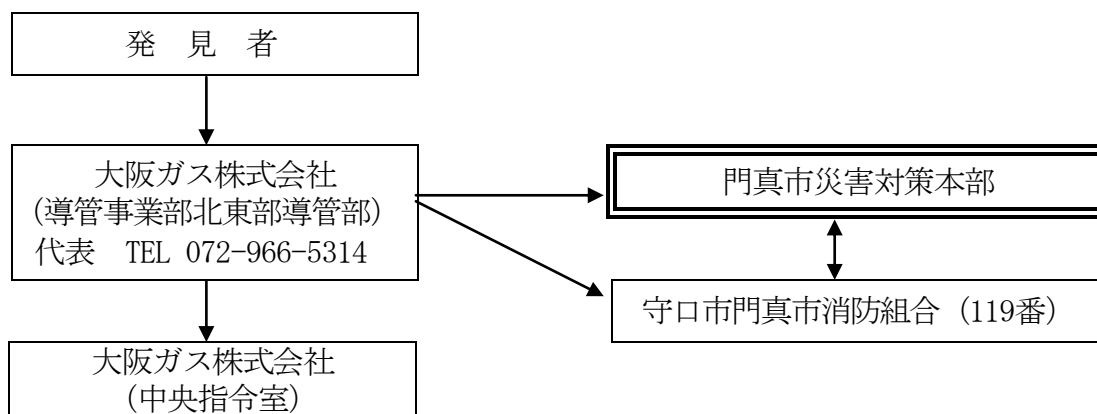 発 見 者
大阪ガス株式会社
(導管事業部北東部導管部)
代表 TEL 072-966-5314
門真市災害対策本部
守口市門真市消防組合 (119番)
大阪ガス株式会社
(中央指令室)